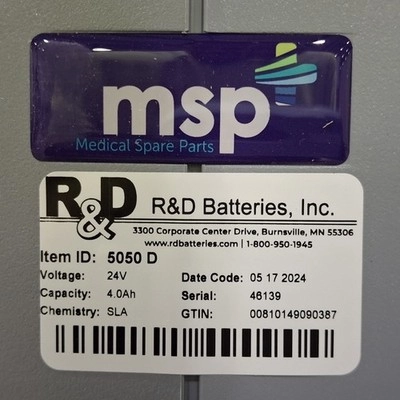 msp
Medical Spare Parts
R&D R&D Batteries, Inc.
3300 Corporate Center Drive, Burnsville, MN 55306
www.rdbatteries.com | 1-800-950-1945
Item ID: 5050 D
Voltage: 24V Date Code: 05 17 2024
Capacity: 4.0Ah Serial: 46139
Chemistry: SLA GTIN: 00810149090387